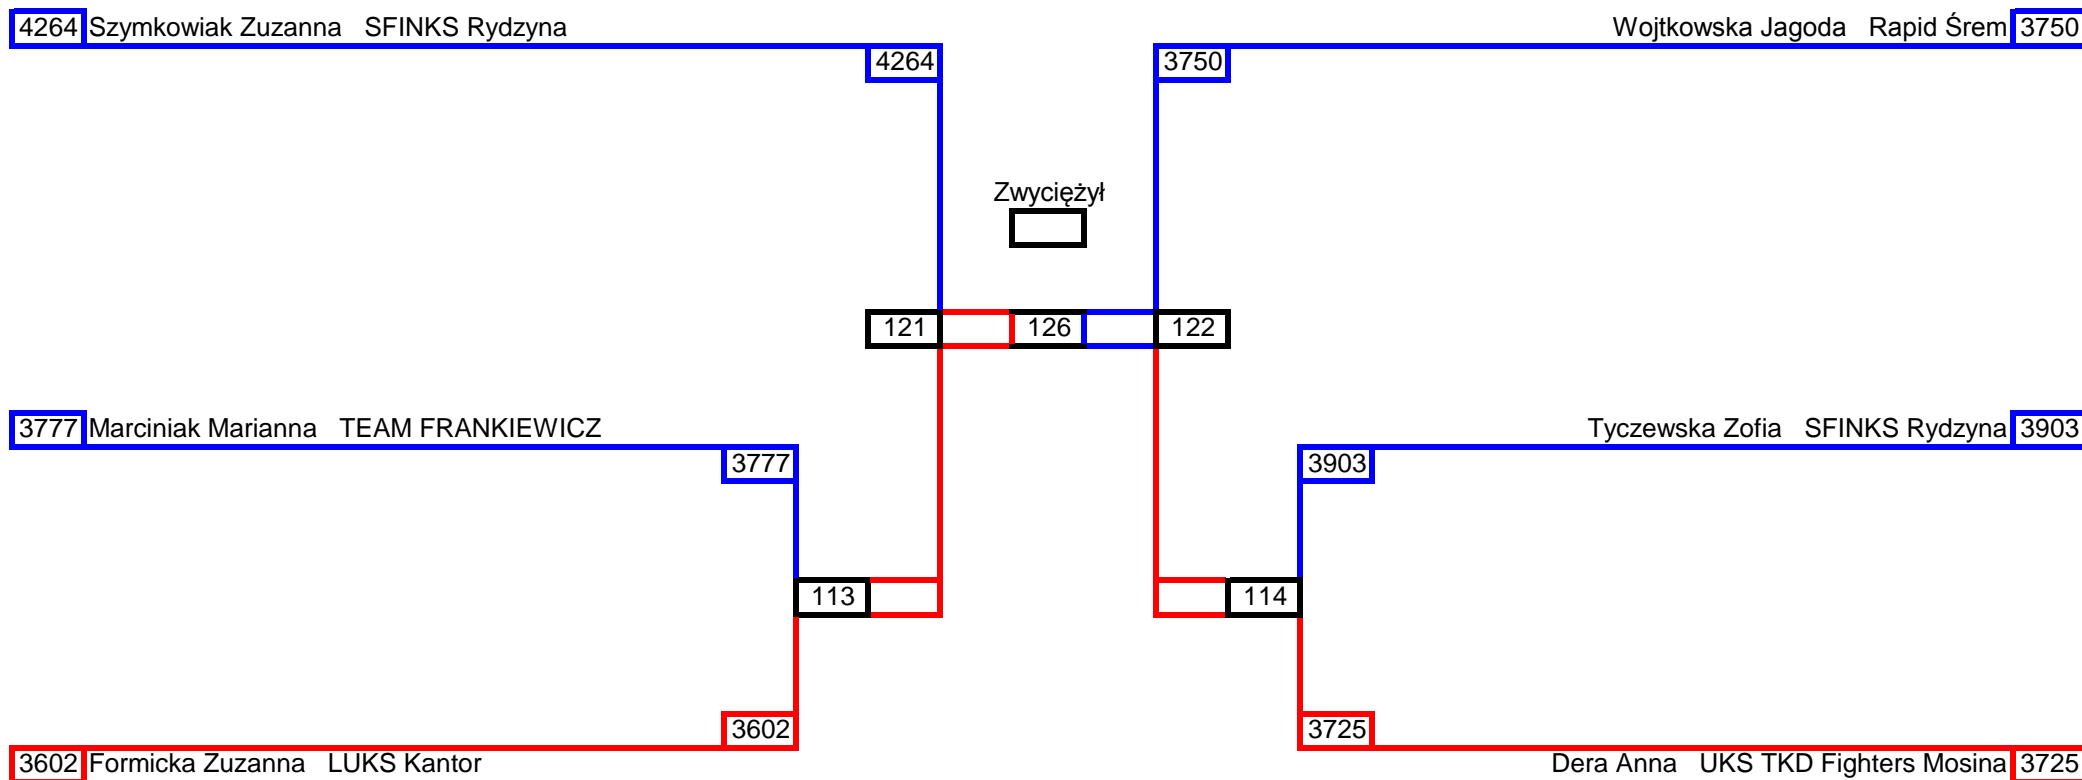 4264 Szymkowiak Zuzanna SFINKS Rydzyna
Wojtkowska Jagoda Rapid Śrem 3750
4264
3750
Zwyciężył
121
126
122
3777 Marciniak Marianna TEAM FRANKIEWICZ
Tyczewska Zofia SFINKS Rydzyna 3903
3777
3903
113
114
3602
3725
3602 Formicka Zuzanna LUKS Kantor
Dera Anna UKS TKD Fighters Mosina 3725